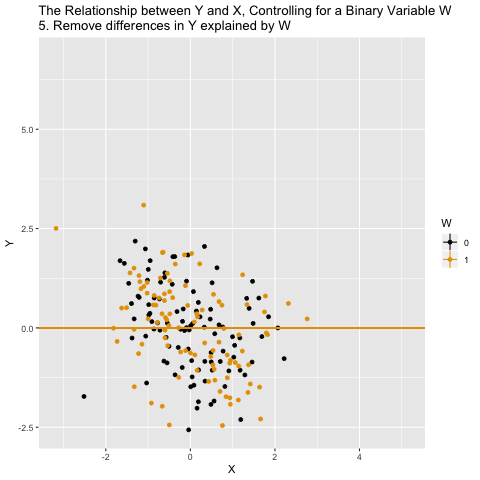 The Relationship between Y and X, Controlling for a Binary Variable W
5. Remove differences in Y explained by W
5.0
2.5
0.0
-2.5
-2
0
2
4
X
Y
W
0
1